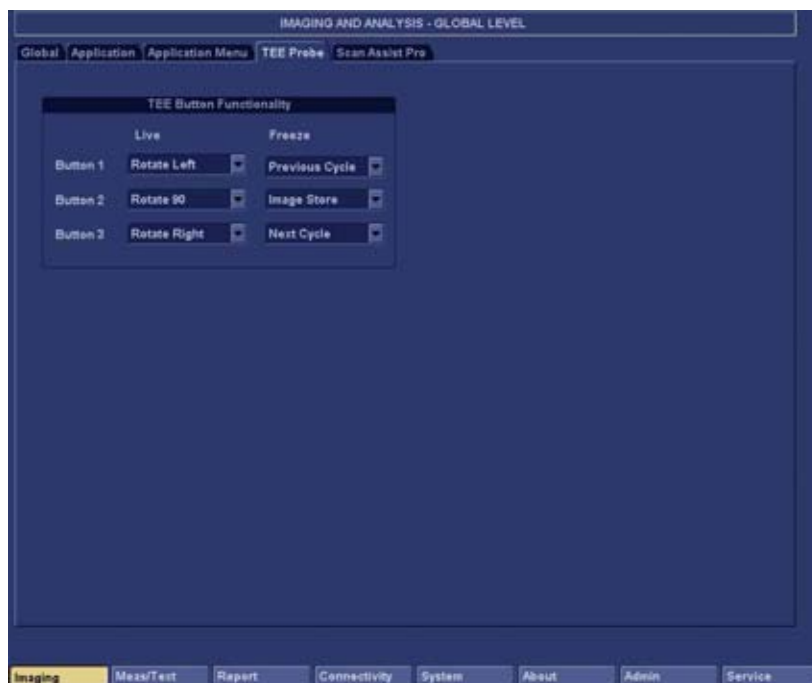 IMAGING AND ANALYSIS - GLOBAL LEVEL
Global Application Application Menu TEE Probe Scan Assist Pro
TEE Button Functionality
Live Freeze
Button 1 Rotate Left Previous Cycle
Button 2 Rotate 90 Image Store
Button 3 Rotate Right Next Cycle
Imaging Meas/Text Report Connectivity System About Admin Service